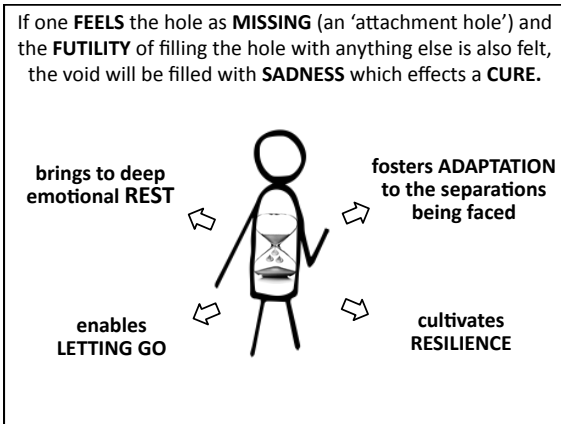 If one FEELS the hole as MISSING (an ‘attachment hole’) and
the FUTILITY of filling the hole with anything else is also felt,
the void will be filled with SADNESS which effects a CURE.
brings to deep
emotional REST
fosters ADAPTATION
to the separations
being faced
enables
LETTING GO
cultivates
RESILIENCE